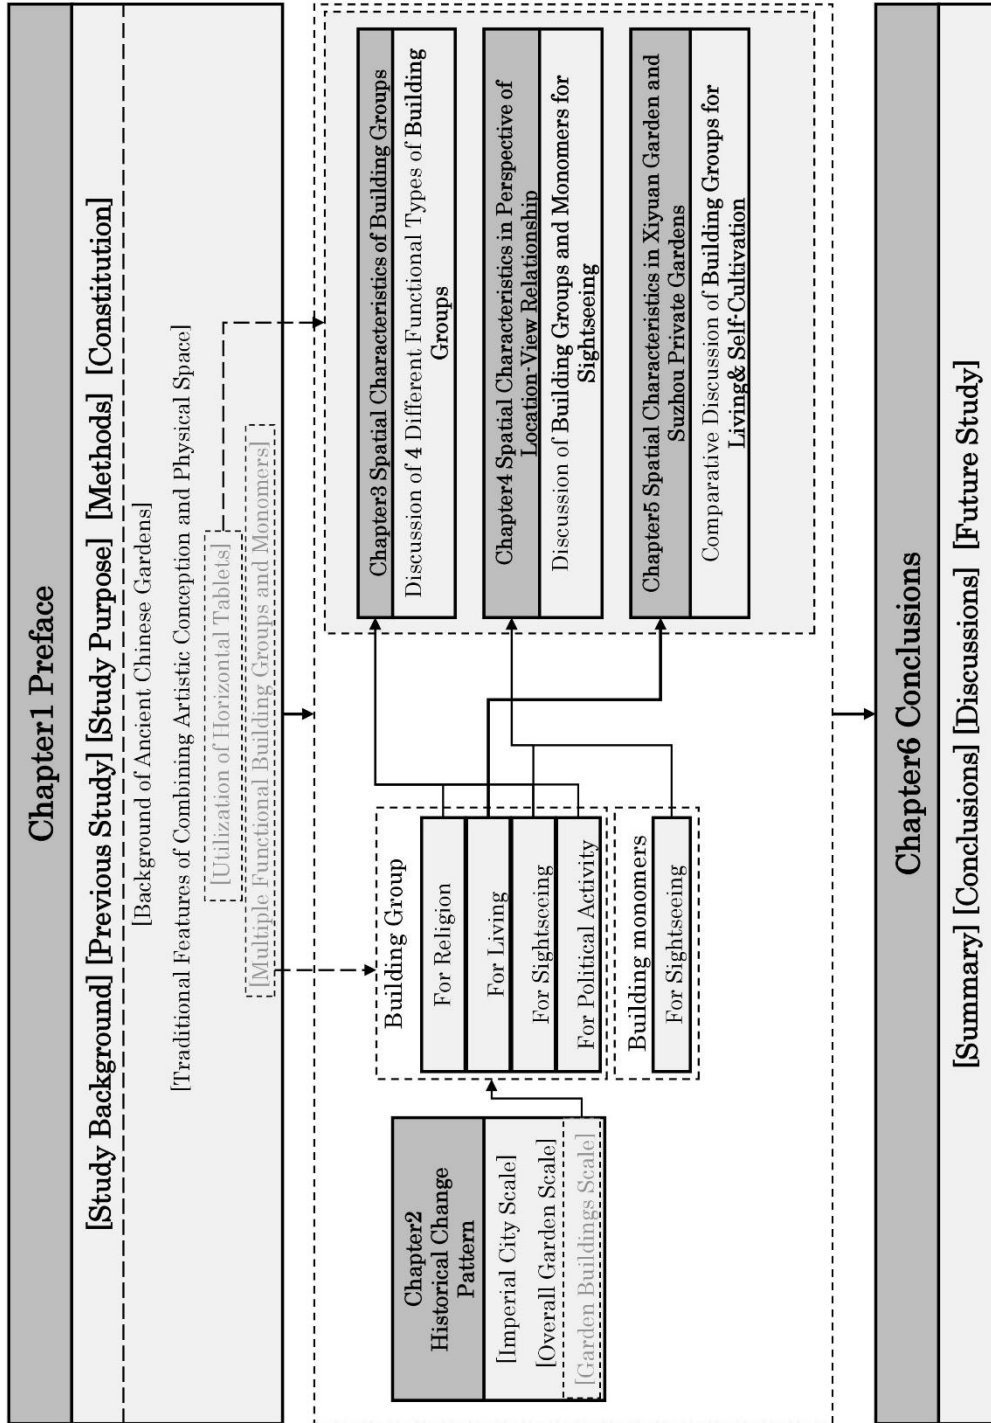 Chapter1 Preface
[Study Background] [Previous Study] [Study Purpose] [Methods] [Constitution]
[Background of Ancient Chinese Gardens]
[Traditional Features of Combining Artistic Conception and Physical Space]
[Utilization of Horizontal Tablets]
[Multiple Functional Building Groups and Monomers]
Chapter2
Historical Change
Pattern
[Imperial City Scale]
[Overall Garden Scale]
[Garden Buildings Scale]
Building Group
For Religion
For Living
For Sightseeing
For Political Activity
Building monomers
For Sightseeing
Chapter3 Spatial Characteristics of Building Groups
Discussion of 4 Different Functional Types of Building
Groups
Chapter4 Spatial Characteristics in Perspective of
Location-View Relationship
Discussion of Building Groups and Monomers for
Sightseeing
Chapter5 Spatial Characteristics in Xiyuan Garden and
Suzhou Private Gardens
Comparative Discussion of Building Groups for
Living& Self-Cultivation
Chapter6 Conclusions
[Summary] [Conclusions] [Discussions] [Future Study]